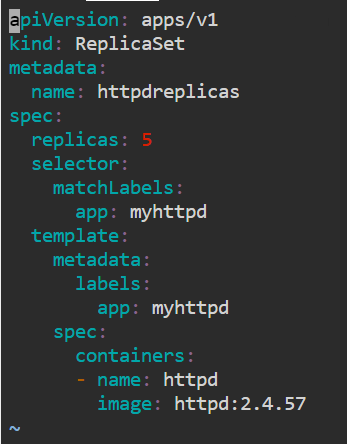 apiVersion: apps/v1
kind: ReplicaSet
metadata:
  name: httpdreplicas
spec:
  replicas: 5
  selector:
    matchLabels:
      app: myhttpd
  template:
    metadata:
      labels:
        app: myhttpd
    spec:
      containers:
      - name: httpd
        image: httpd:2.4.57
~